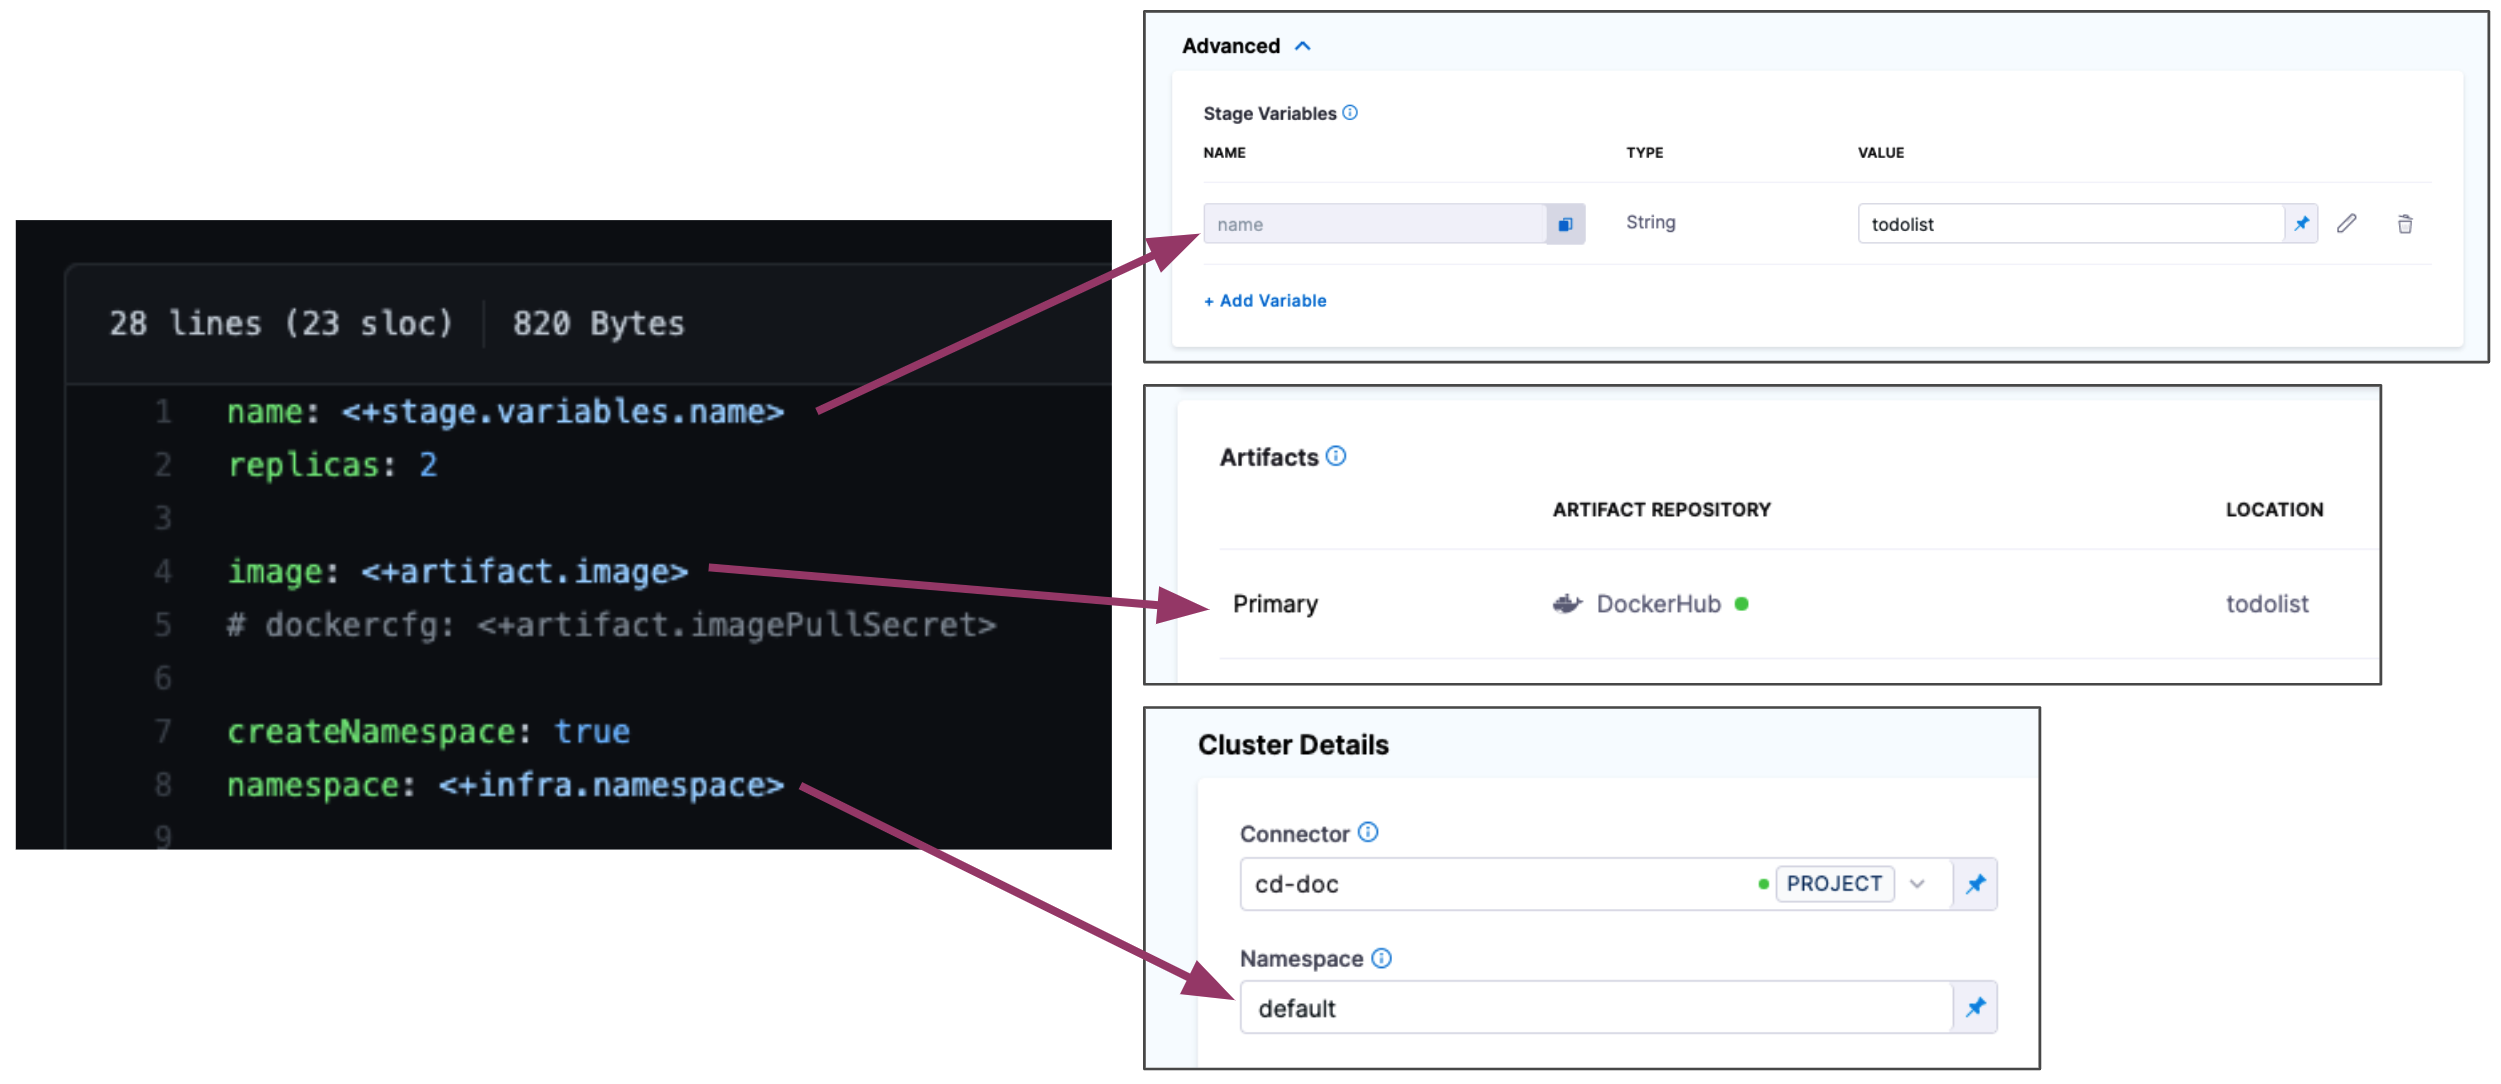 28 lines (23 sloc) 820 Bytes
1 name: <+stage.variables.name>
2 replicas: 2
3
4 image: <+artifact.image>
5 # dockercfg: <+artifact.imagePullSecret>
6
7 createNamespace: true
8 namespace: <+infra.namespace>
9
Advanced
Stage Variables
NAME TYPE VALUE
name String todolist
+ Add Variable
Artifacts
ARTIFACT REPOSITORY LOCATION
Primary DockerHub todolist
Cluster Details
Connector
cd-doc PROJECT
Namespace
default